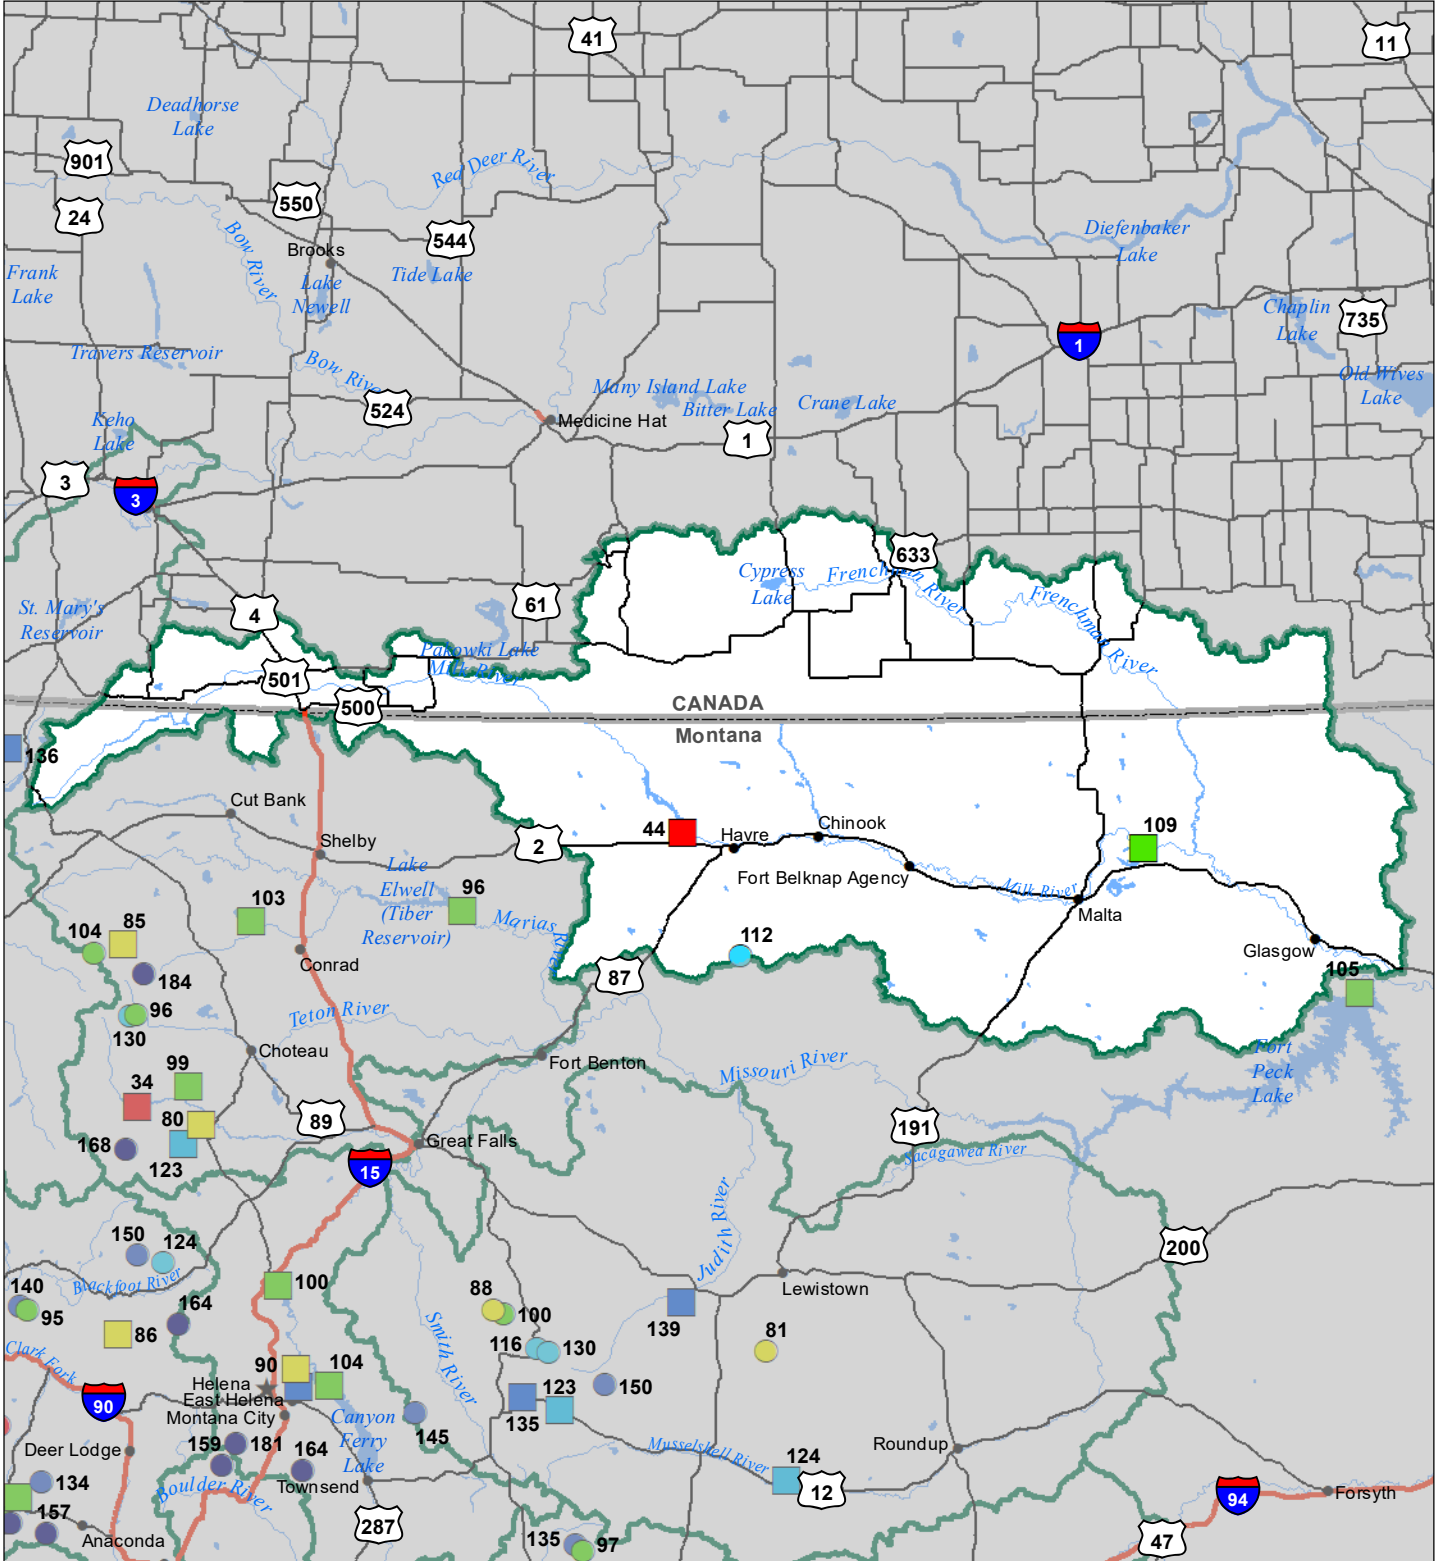 41
11
Deadhorse
Lake
901
Red Deer River
550
24
Bow River
544
Diefenbaker
Lake
Brooks
Tide Lake
Frank
Lake
Lake
Newell
Chaplin
Lake
735
1
Travers Reservoir
Bow River
Many Island Lake
Old Wives
Lake
524
Bitter Lake
Crane Lake
Keho
Lake
Medicine Hat
1
3
3
633
Cypress
Lake
Frenchman River
Frenchman River
61
4
St. Mary's
Reservoir
Pakowki Lake
Milk River
501
500
CANADA
Montana
136
Cut Bank
44
Havre
Chinook
109
Shelby
2
Lake
Elwell
(Tiber
Reservoir)
Fort Belknap Agency
Milk River
96
103
Malta
Marias River
85
104
112
Glasgow
Conrad
184
87
105
96
130
Teton River
Choteau
Fort Benton
Missouri River
Fort
Peck
Lake
99
34
80
89
191
168
123
Great Falls
Sacagawea River
15
Judith River
150
124
200
Blackfoot River
100
Lewistown
140
95
164
88
100
139
86
116
130
81
Smith River
Clark Fork
90
104
Helena
East Helena
Montana City
150
123
135
90
Canyon
Ferry
Lake
145
Deer Lodge
159
181
164
Musselshell River
Roundup
124
12
134
Boulder River
Townsend
94
Forsyth
157
287
47
Anaconda
135
97